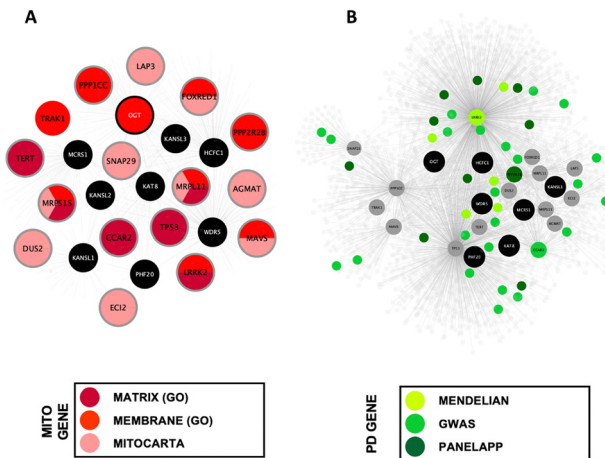 A
LAP3
PPP1CC
FOXRED1
OGT
TRAK1
KANSL3
PPP2R2B
HCFC1
MCRS1
TERT
SNAP29
MRPL11
KAT8
AGMAT
KANSL2
MRPS15
CCAR2
TP53
WDR5
MAVS
DUS2
KANSL1
PHF20
LRRK2
ECI2
MITO
GENE
MATRIX (GO)
MEMBRANE (GO)
MITOCARTA
B
LRRK2
OGT
HCFC1
KANSL1
WDR5
MCRS1
TP53
KAT8
PHF20
PD GENE
MENDELIAN
GWAS
PANELAPP